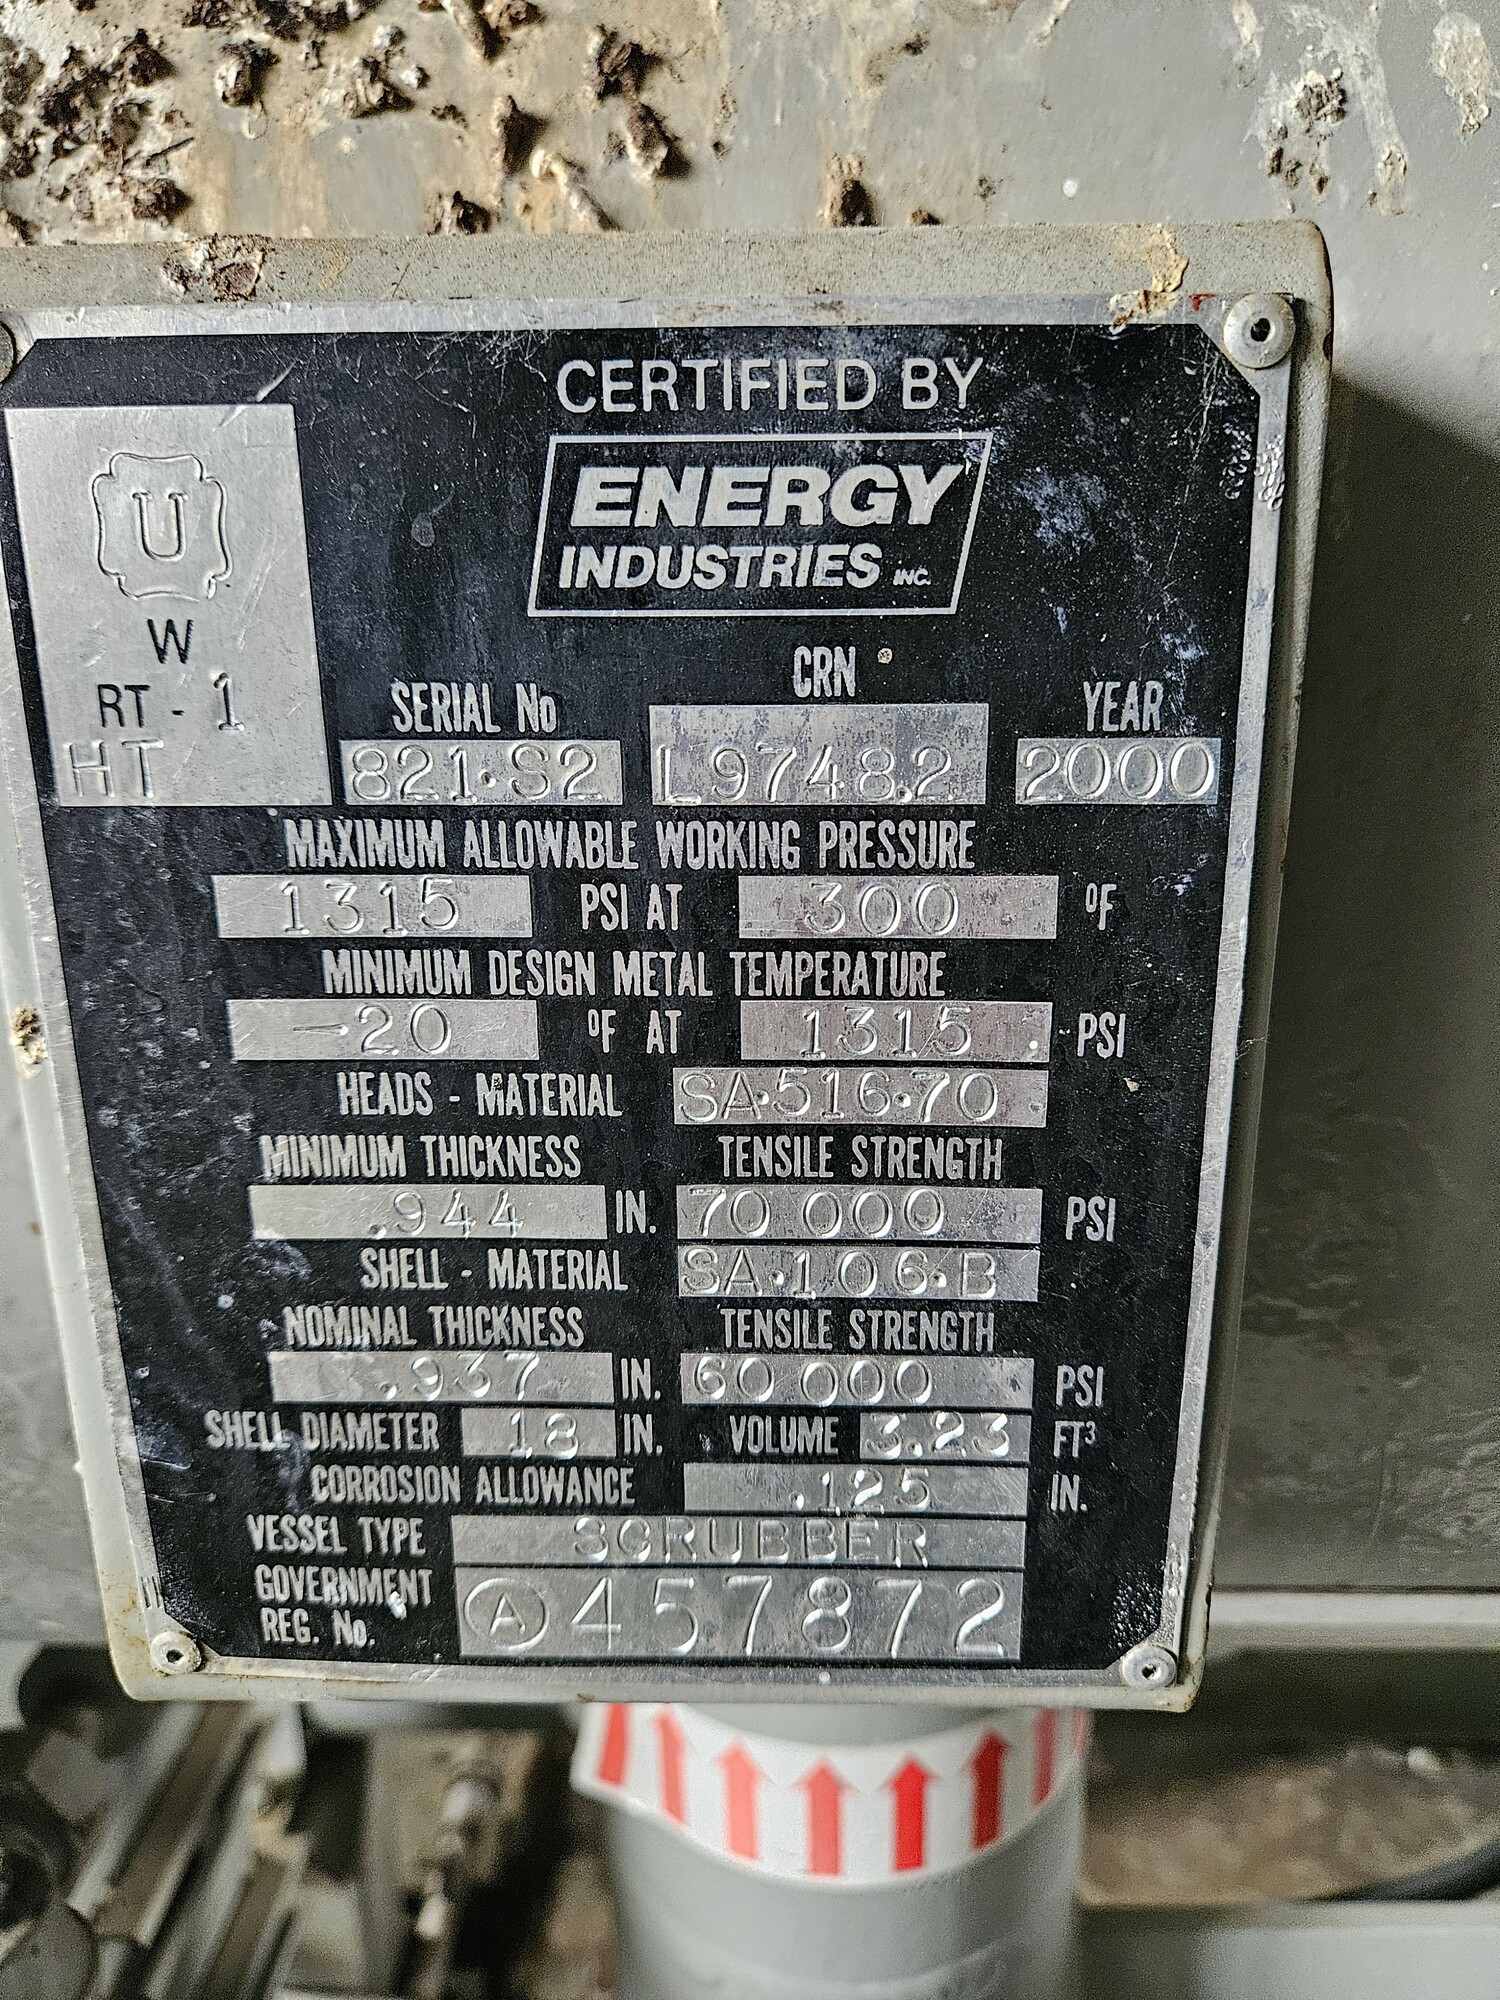 CERTIFIED BY
ENERGY
INDUSTRIES INC.
U
W
RT - 1
HT
SERIAL No
CRN
YEAR
821.S2
L9748.2
2000
MAXIMUM ALLOWABLE WORKING PRESSURE
1315 PSI AT 300 °F
MINIMUM DESIGN METAL TEMPERATURE
-20 °F AT 1315 PSI
HEADS - MATERIAL SA.516.70
MINIMUM THICKNESS TENSILE STRENGTH
.944 IN. 70 000 PSI
SHELL - MATERIAL SA.106.B
NOMINAL THICKNESS TENSILE STRENGTH
.937 IN. 60 000 PSI
SHELL DIAMETER 18 IN. VOLUME 3.23 FT³
CORROSION ALLOWANCE .125 IN.
VESSEL TYPE SCRUBBER
GOVERNMENT
REG. No. A 457872